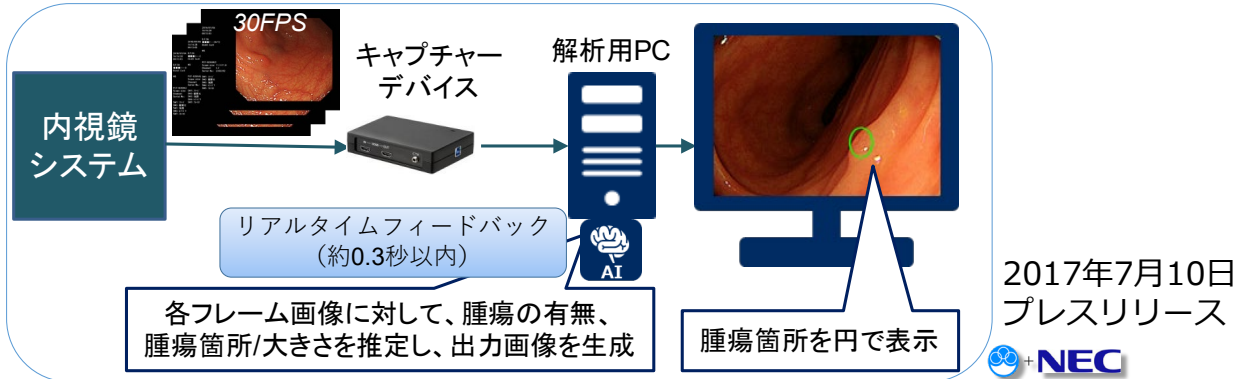 30FPS
内視鏡
システム
キャプチャー
デバイス
解析用PC
リアルタイムフィードバック
(約0.3秒以内)
AI
各フレーム画像に対して、腫瘍の有無、
腫瘍箇所/大きさを推定し、出力画像を生成
腫瘍箇所を円で表示
2017年7月10日
プレスリリース
+NEC